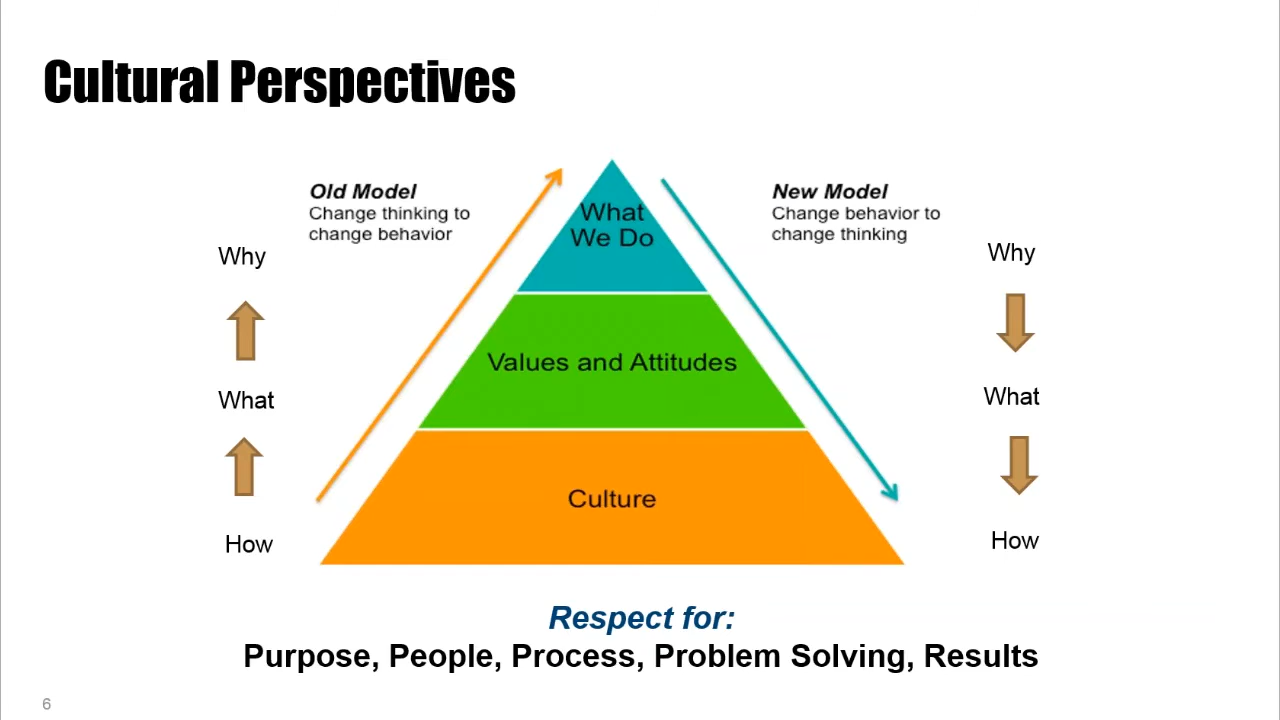 Cultural Perspectives
Old Model
Change thinking to
change behavior
Why
What
How
What
We Do
Values and Attitudes
Culture
New Model
Change behavior to
change thinking
Why
What
How
Respect for:
Purpose, People, Process, Problem Solving, Results
6